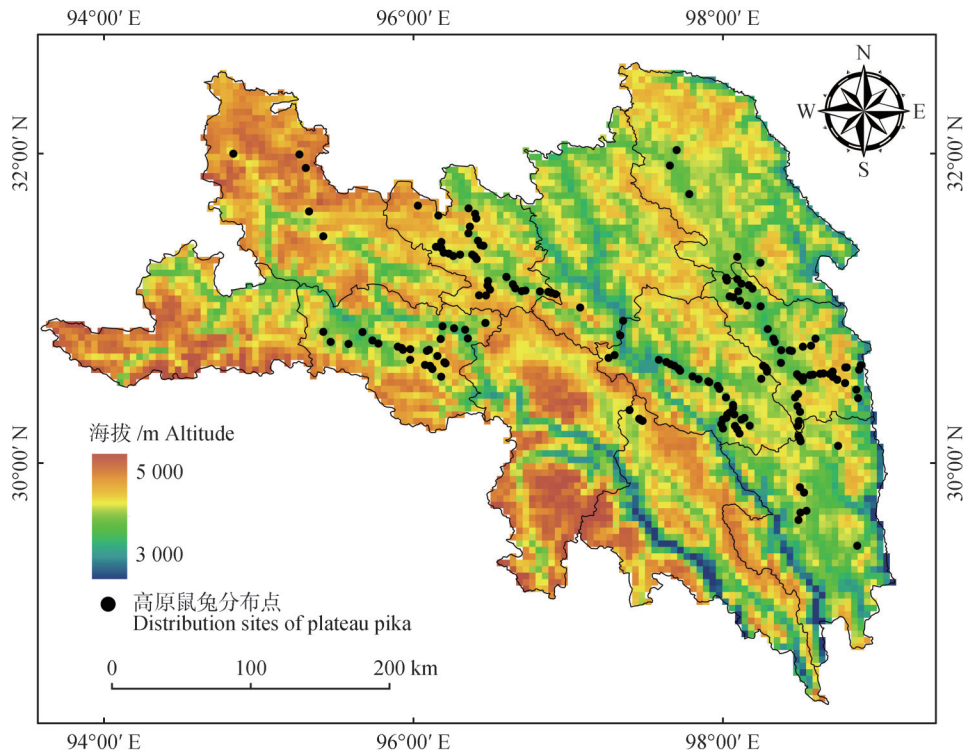 94°00′ E
96°00′ E
98°00′ E
N
W
E
S
32°00′ N
32°00′ N
30°00′ N
30°00′ N
海拔 /m Altitude
5 000
3 000
高原鼠兔分布点
Distribution sites of plateau pika
0 100 200 km
94°00′ E
96°00′ E
98°00′ E